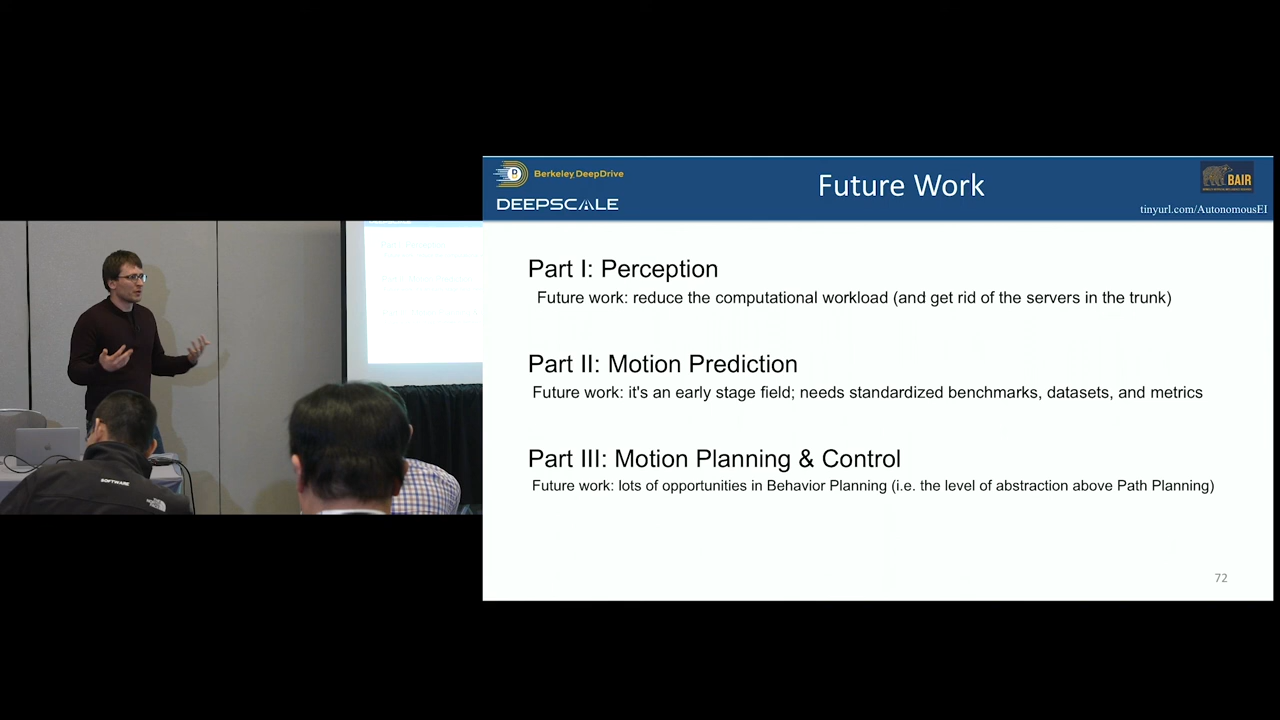 Berkeley DeepDrive
DEEPSCALE
Future Work
BAIR
tinyurl.com/AutonomousEI
Part I: Perception
Future work: reduce the computational workload (and get rid of the servers in the trunk)
Part II: Motion Prediction
Future work: it's an early stage field; needs standardized benchmarks, datasets, and metrics
Part III: Motion Planning & Control
Future work: lots of opportunities in Behavior Planning (i.e. the level of abstraction above Path Planning)
72
SOFTWARE
THE NORTH FACE